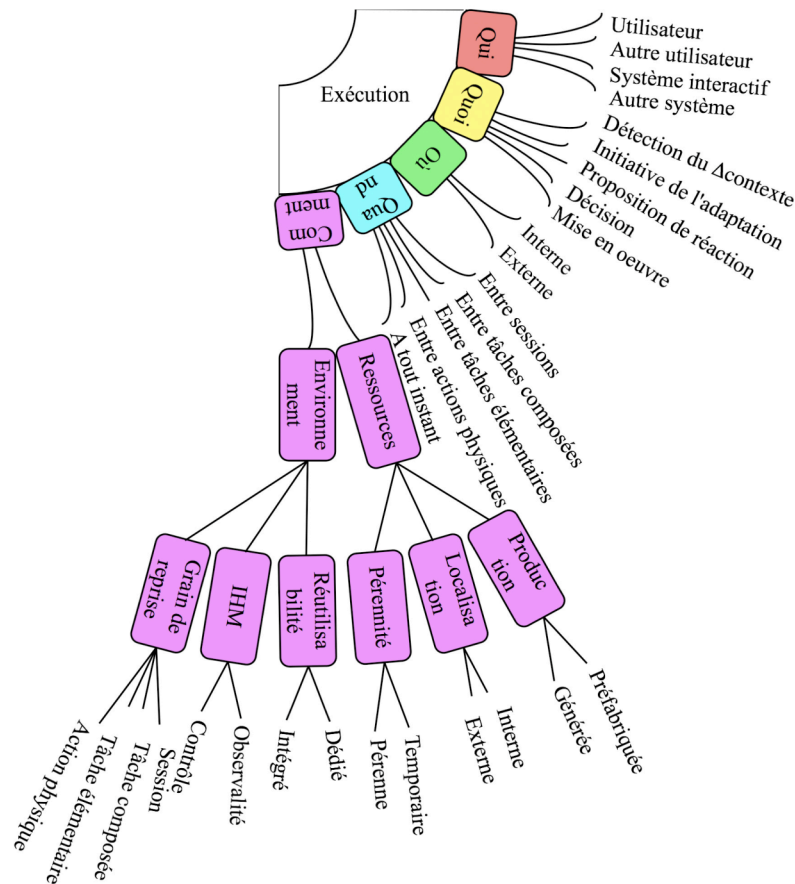 Exécution
Qui
Utilisateur
Autre utilisateur
Système interactif
Autre système
Quoi
Détection du Δcontexte
Initiative de l'adaptation
Proposition de réaction
Décision
Mise en oeuvre
Où
Interne
Externe
Qua
nd
Entre sessions
Entre tâches composées
Entre tâches élémentaires
Entre actions physiques
A tout instant
Com
ment
Ressources
Produc
tion
Préfabriquée
Générée
Localisa
tion
Interne
Externe
Pérennité
Temporaire
Pérenne
Environne
ment
Réutilisa
bilité
Dédié
Intégré
IHM
Observalité
Contrôle
Grain de
reprise
Session
Tâche composée
Tâche élémentaire
Action physique